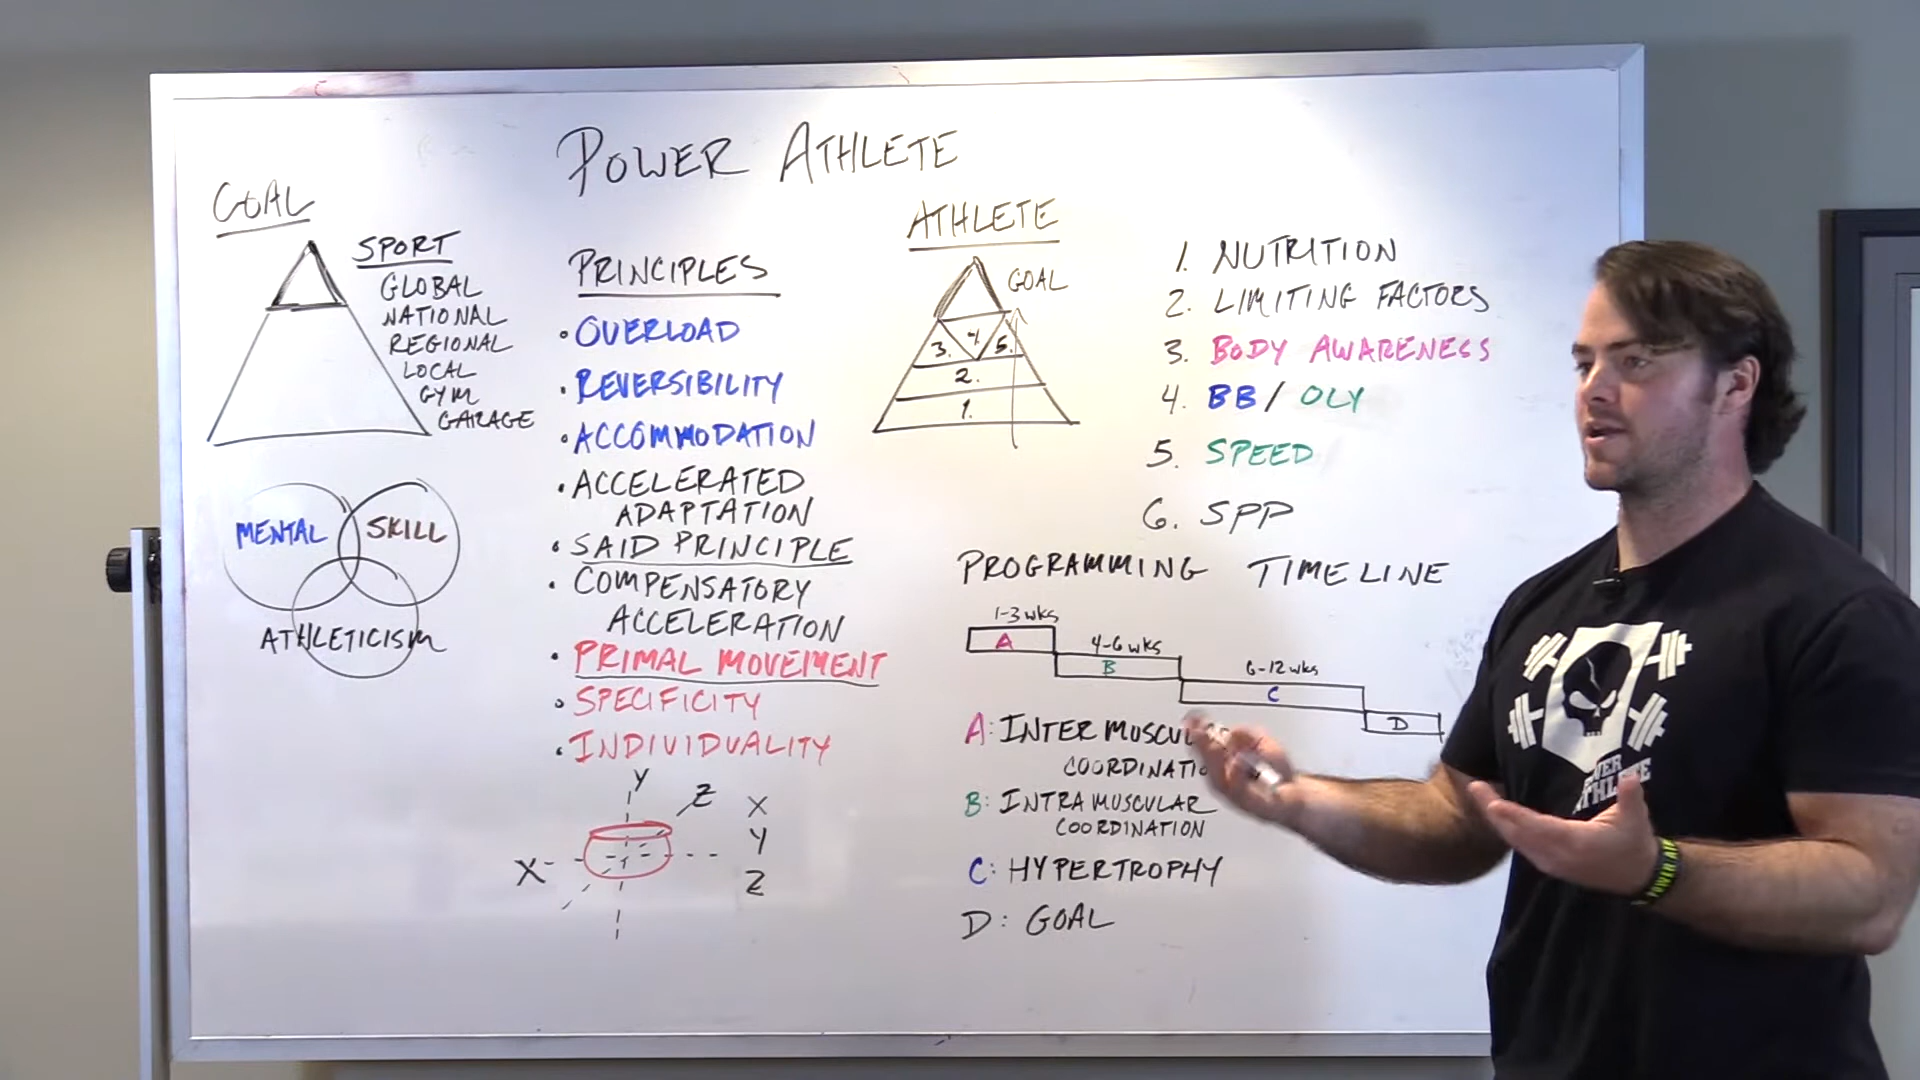 POWER ATHLETE
GOAL
SPORT
GLOBAL
NATIONAL
REGIONAL
LOCAL
GYM
GARAGE
MENTAL
SKILL
ATHLETICISM
PRINCIPLES
• OVERLOAD
• REVERSIBILITY
• ACCOMMODATION
• ACCELERATED
ADAPTATION
• SAID PRINCIPLE
• COMPENSATORY
ACCELERATION
• PRIMAL MOVEMENT
• SPECIFICITY
• INDIVIDUALITY
Y
Z
X
X
Y
Z
ATHLETE
GOAL
3. 4. 5.
2.
1.
1. NUTRITION
2. LIMITING FACTORS
3. BODY AWARENESS
4. BB / OLY
5. SPEED
6. SPP
PROGRAMMING TIMELINE
1-3 wks
A
4-6 wks
B
6-12 wks
C
D
A: INTER
B: INTRA MUSCULAR
COORDINATION
C: HYPERTROPHY
D: GOAL
POWER